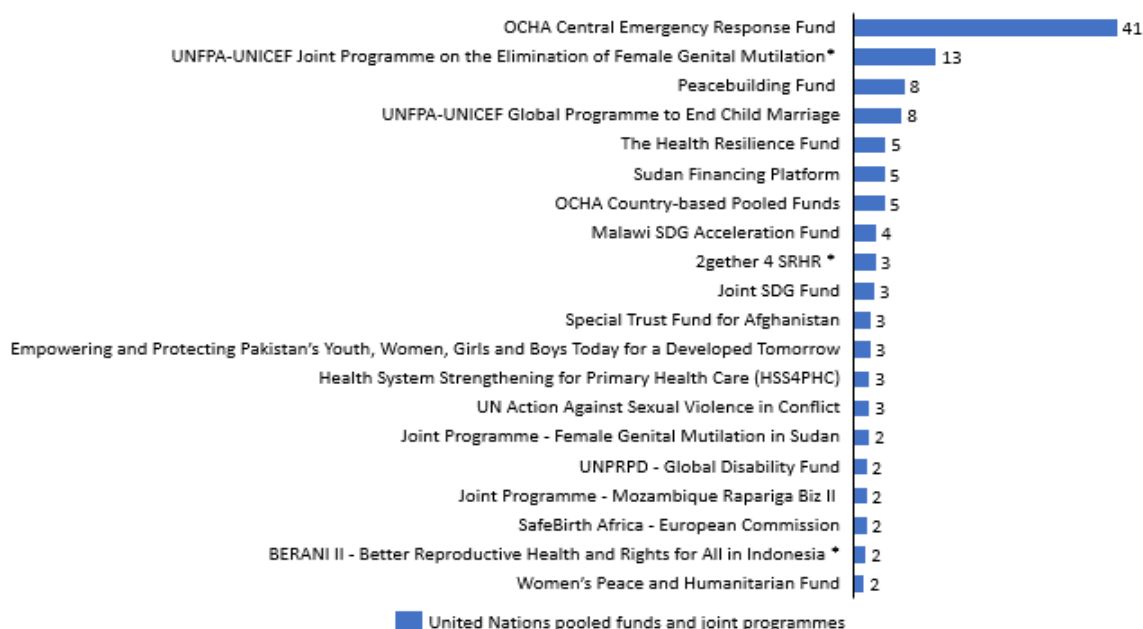 OCHA Central Emergency Response Fund 41
UNFPA-UNICEF Joint Programme on the Elimination of Female Genital Mutilation* 13
Peacebuilding Fund 8
UNFPA-UNICEF Global Programme to End Child Marriage 8
The Health Resilience Fund 5
Sudan Financing Platform 5
OCHA Country-based Pooled Funds 5
Malawi SDG Acceleration Fund 4
2gether 4 SRHR * 3
Joint SDG Fund 3
Special Trust Fund for Afghanistan 3
Empowering and Protecting Pakistan's Youth, Women, Girls and Boys Today for a Developed Tomorrow 3
Health System Strengthening for Primary Health Care (HSS4PHC) 3
UN Action Against Sexual Violence in Conflict 3
Joint Programme - Female Genital Mutilation in Sudan 2
UNPRPD - Global Disability Fund 2
Joint Programme - Mozambique Rapariga Biz II 2
SafeBirth Africa - European Commission 2
BERANI II - Better Reproductive Health and Rights for All in Indonesia * 2
Women's Peace and Humanitarian Fund 2
United Nations pooled funds and joint programmes